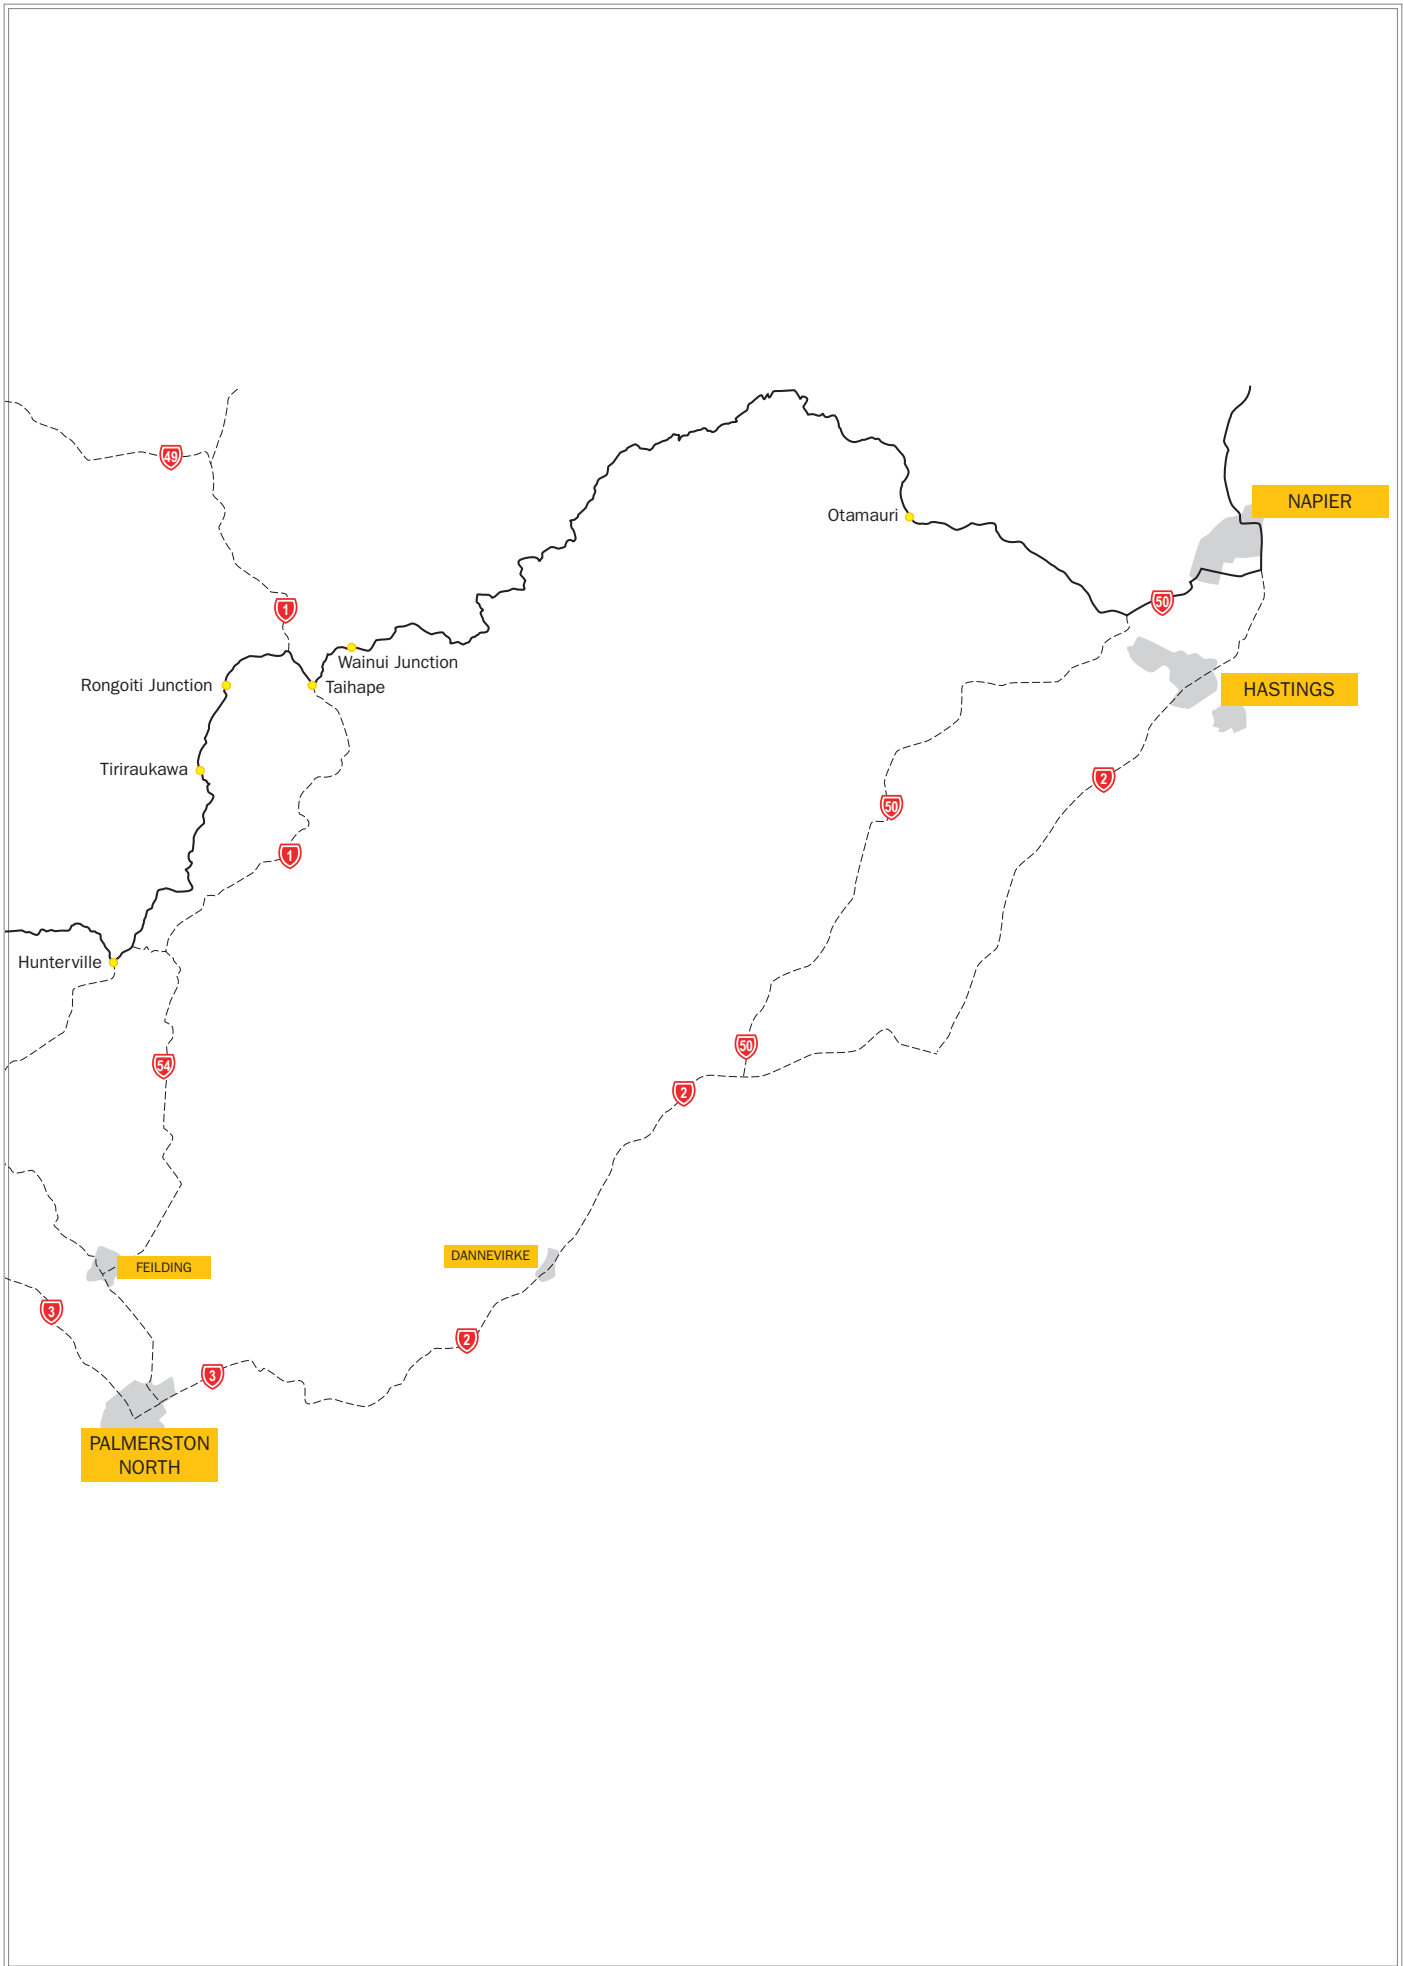 49
Otamauri
NAPIER
1
50
Wainui Junction
Rongoiti Junction
Taihape
HASTINGS
Tiriraukawa
2
50
1
Hunterville
50
54
2
DANNEVIRKE
FEILDING
3
2
3
PALMERSTON
NORTH